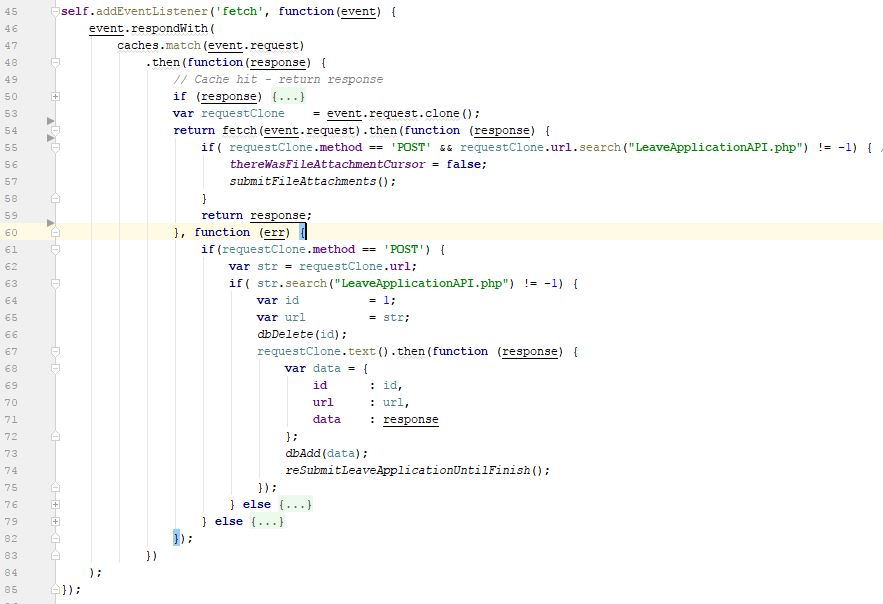 45 self.addEventListener('fetch', function(event) {
46 event.respondWith(
47 caches.match(event.request)
48 .then(function(response) {
49 // Cache hit - return response
50 if (response) {...}
53 var requestClone = event.request.clone();
54 return fetch(event.request).then(function (response) {
55 if( requestClone.method == 'POST' && requestClone.url.search("LeaveApplicationAPI.php") != -1) { /
56 thereWasFileAttachmentCursor = false;
57 submitFileAttachments();
58 }
59 return response;
60 }, function (err) {
61 if(requestClone.method == 'POST') {
62 var str = requestClone.url;
63 if( str.search("LeaveApplicationAPI.php") != -1) {
64 var id = 1;
65 var url = str;
66 dbDelete(id);
67 requestClone.text().then(function (response) {
68 var data = {
69 id : id,
70 url : url,
71 data : response
72 };
73 dbAdd(data);
74 reSubmitLeaveApplicationUntilFinish();
75 });
76 } else {...}
79 } else {...}
82 });
83 })
84 );
85 });